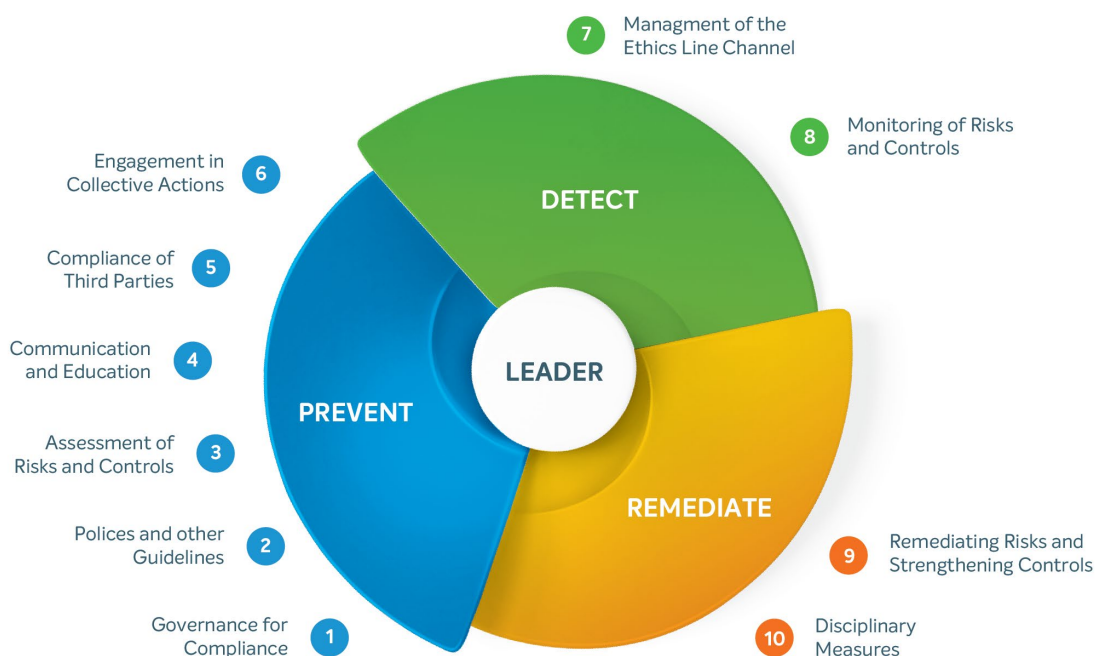 7
Managment of the
Ethics Line Channel
8
Monitoring of Risks
and Controls
6
Engagement in
Collective Actions
DETECT
5
Compliance of
Third Parties
4
Communication
and Education
LEADER
PREVENT
3
Assessment of
Risks and Controls
REMEDIATE
2
Polices and other
Guidelines
9
Remediating Risks and
Strengthening Controls
1
Governance for
Compliance
10
Disciplinary
Measures